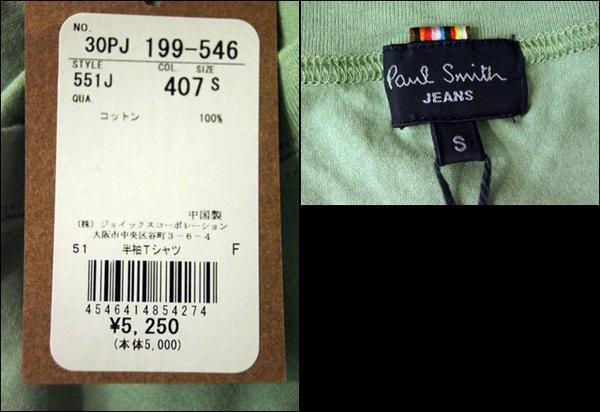 NO.
30PJ 199-546
STYLE COL. SIZE
551J 407 S
QUA.
コットン 100%
中国製
(株) ジョイックスコーポレーション
大阪市中央区谷町3-6-4
51 半袖Tシャツ F
4546414854274
¥5,250
(本体5,000)
Paul Smith
JEANS
S